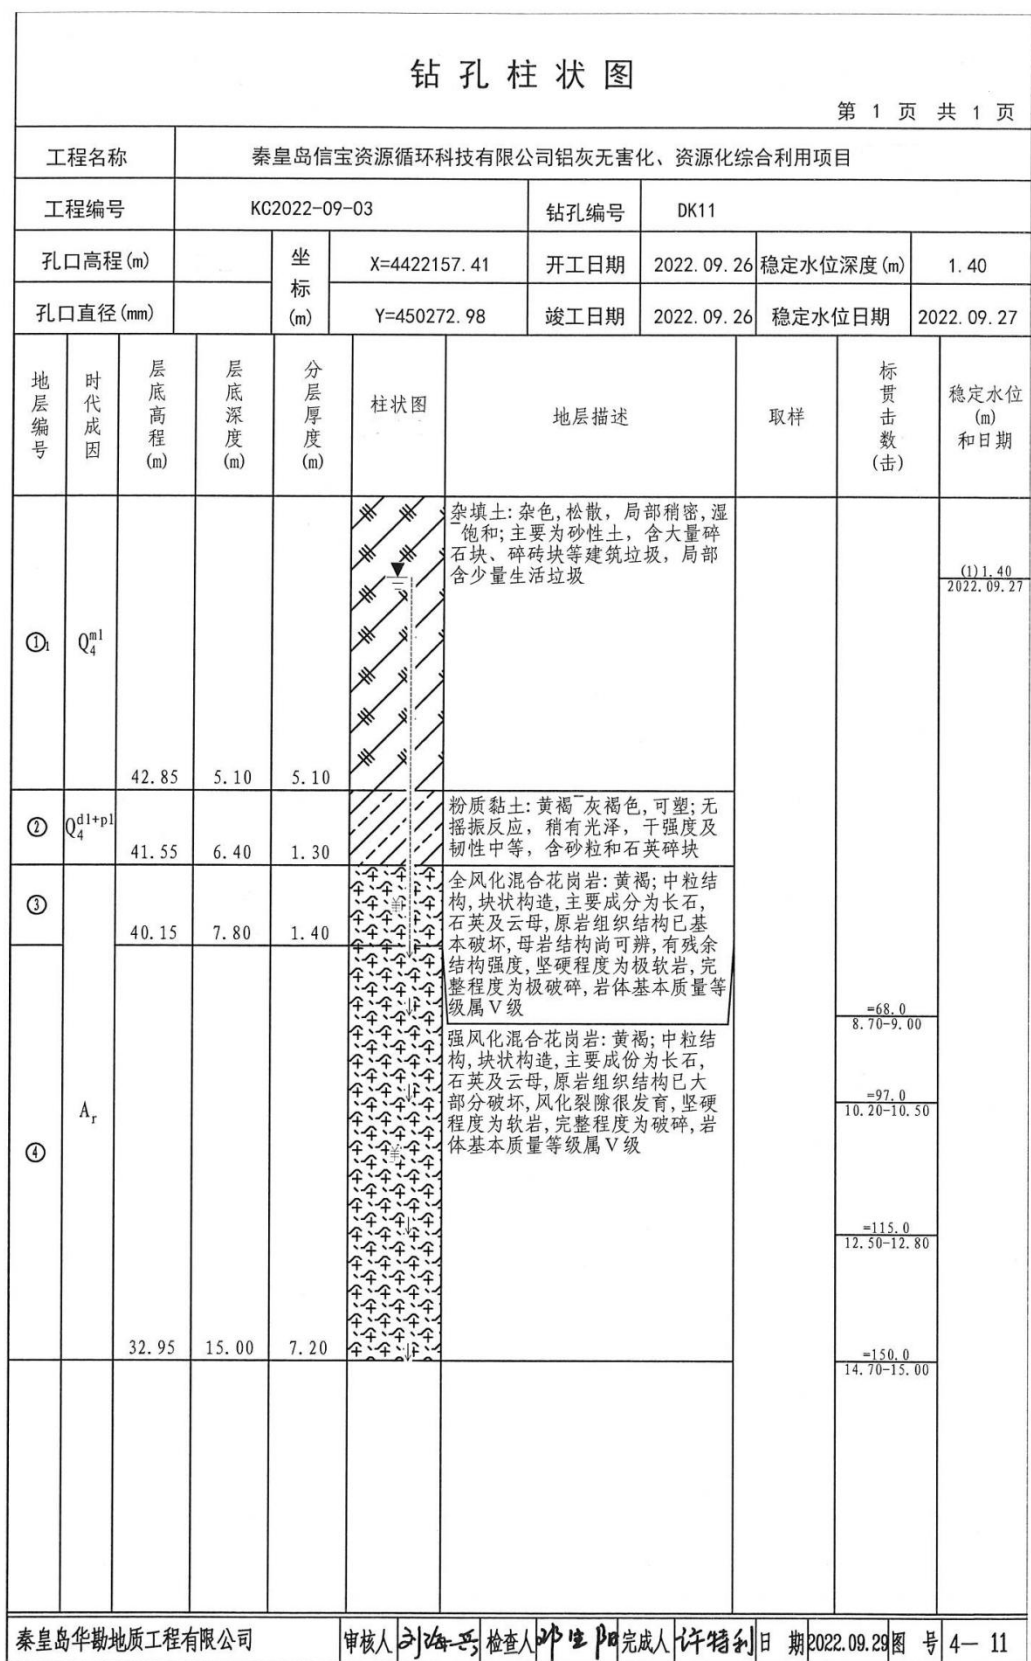 钻孔柱状图
第 1 页 共 1 页
工程名称 秦皇岛信宝资源循环科技有限公司铝灰无害化、资源化综合利用项目
工程编号 KC2022-09-03 钻孔编号 DK11
孔口高程(m) 坐标(m) X=4422157.41 开工日期 2022.09.26 稳定水位深度(m) 1.40
孔口直径(mm) Y=450272.98 竣工日期 2022.09.26 稳定水位日期 2022.09.27
地层编号 时代成因 层底高程(m) 层底深度(m) 分层厚度(m) 柱状图 地层描述 取样 标贯击数(击) 稳定水位(m)和日期
杂填土:杂色,松散，局部稍密,湿
¯饱和;主要为砂性土，含大量碎
石块、碎砖块等建筑垃圾，局部
含少量生活垃圾
(1)1.40
2022.09.27
①₁ Q₄ᵐˡ
42.85 5.10 5.10
粉质黏土:黄褐¯灰褐色,可塑;无
摇振反应，稍有光泽，干强度及
韧性中等，含砂粒和石英碎块
② Q₄ᵈˡ⁺ᵖˡ
41.55 6.40 1.30
全风化混合花岗岩:黄褐;中粒结
构,块状构造,主要成分为长石,
石英及云母,原岩组织结构已基
本破坏,母岩结构尚可辨,有残余
结构强度,坚硬程度为极软岩,完
整程度为极破碎,岩体基本质量等
级属Ⅴ级
③
40.15 7.80 1.40
=68.0
8.70-9.00
强风化混合花岗岩:黄褐;中粒结
构,块状构造,主要成份为长石,
石英及云母,原岩组织结构已大
部分破坏,风化裂隙很发育,坚硬
程度为软岩,完整程度为破碎,岩
体基本质量等级属Ⅴ级
=97.0
10.20-10.50
Aᵣ
④
=115.0
12.50-12.80
32.95 15.00 7.20
=150.0
14.70-15.00
秦皇岛华勘地质工程有限公司 审核人 检查人 完成人 许特利 日 期 2022.09.29 图 号 4— 11